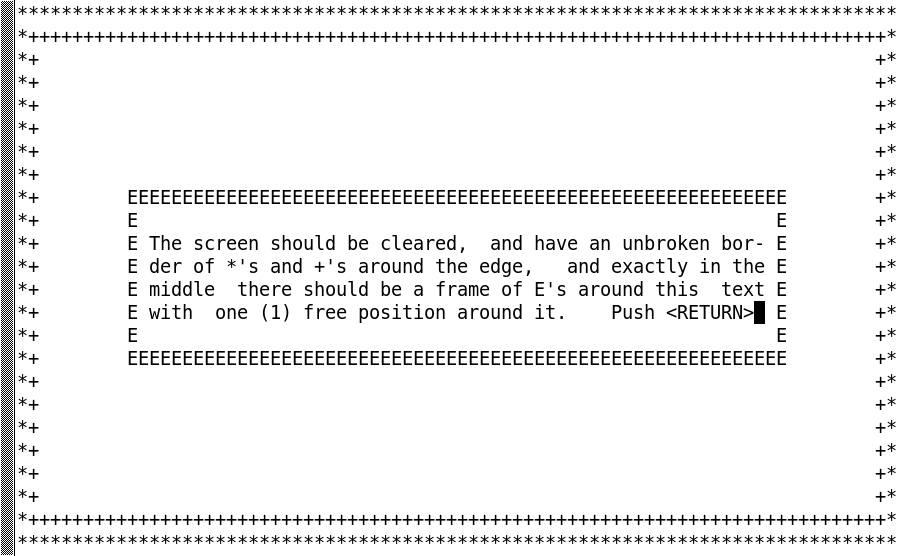 ********************************************************************************
*++++++++++++++++++++++++++++++++++++++++++++++++++++++++++++++++++++++++++++++*
*+                                                                            +*
*+                                                                            +*
*+                                                                            +*
*+                                                                            +*
*+                                                                            +*
*+                                                                            +*
*+        EEEEEEEEEEEEEEEEEEEEEEEEEEEEEEEEEEEEEEEEEEEEEEEEEEEEEEEEEEEE        +*
*+        E                                                          E        +*
*+        E The screen should be cleared,  and have an unbroken bor- E        +*
*+        E der of *'s and +'s around the edge,   and exactly in the E        +*
*+        E middle  there should be a frame of E's around this  text E        +*
*+        E with  one (1) free position around it.    Push <RETURN>  E        +*
*+        E                                                          E        +*
*+        EEEEEEEEEEEEEEEEEEEEEEEEEEEEEEEEEEEEEEEEEEEEEEEEEEEEEEEEEEEE        +*
*+                                                                            +*
*+                                                                            +*
*+                                                                            +*
*+                                                                            +*
*+                                                                            +*
*+                                                                            +*
*++++++++++++++++++++++++++++++++++++++++++++++++++++++++++++++++++++++++++++++*
********************************************************************************